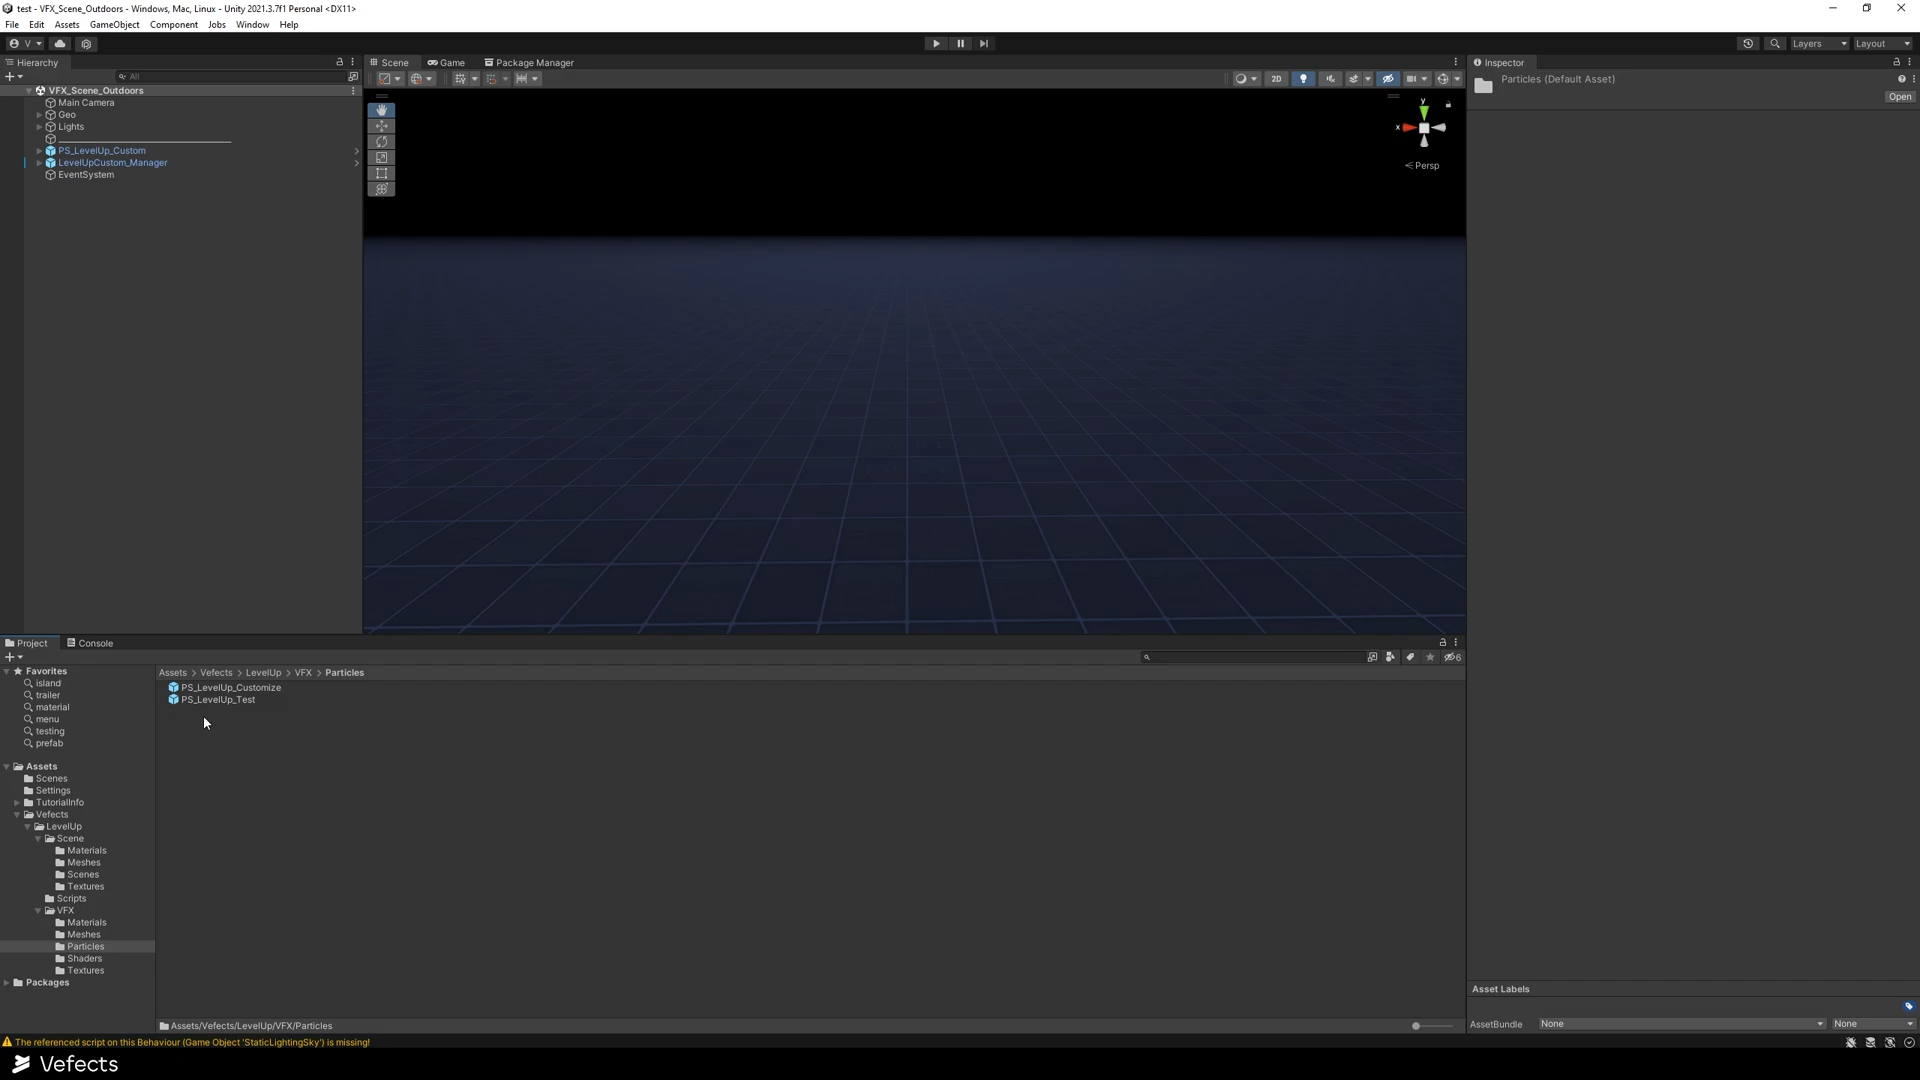 test - VFX_Scene_Outdoors - Windows, Mac, Linux - Unity 2021.3.7f1 Personal <DX11>
File Edit Assets GameObject Component Jobs Window Help
V Layers Layout
Hierarchy
All
VFX_Scene_Outdoors
Main Camera
Geo
Lights
PS_LevelUp_Custom
LevelUpCustom_Manager
EventSystem
Scene Game Package Manager
2D
y
x
< Persp
Inspector
Particles (Default Asset)
Open
Project Console
6
Favorites
island
trailer
material
menu
testing
prefab
Assets
Scenes
Settings
TutorialInfo
Vefects
LevelUp
Scene
Materials
Meshes
Scenes
Textures
Scripts
VFX
Materials
Meshes
Particles
Shaders
Textures
Packages
Assets > Vefects > LevelUp > VFX > Particles
PS_LevelUp_Customize
PS_LevelUp_Test
Assets/Vefects/LevelUp/VFX/Particles
Asset Labels
AssetBundle None None
The referenced script on this Behaviour (Game Object 'StaticLightingSky') is missing!
Vefects